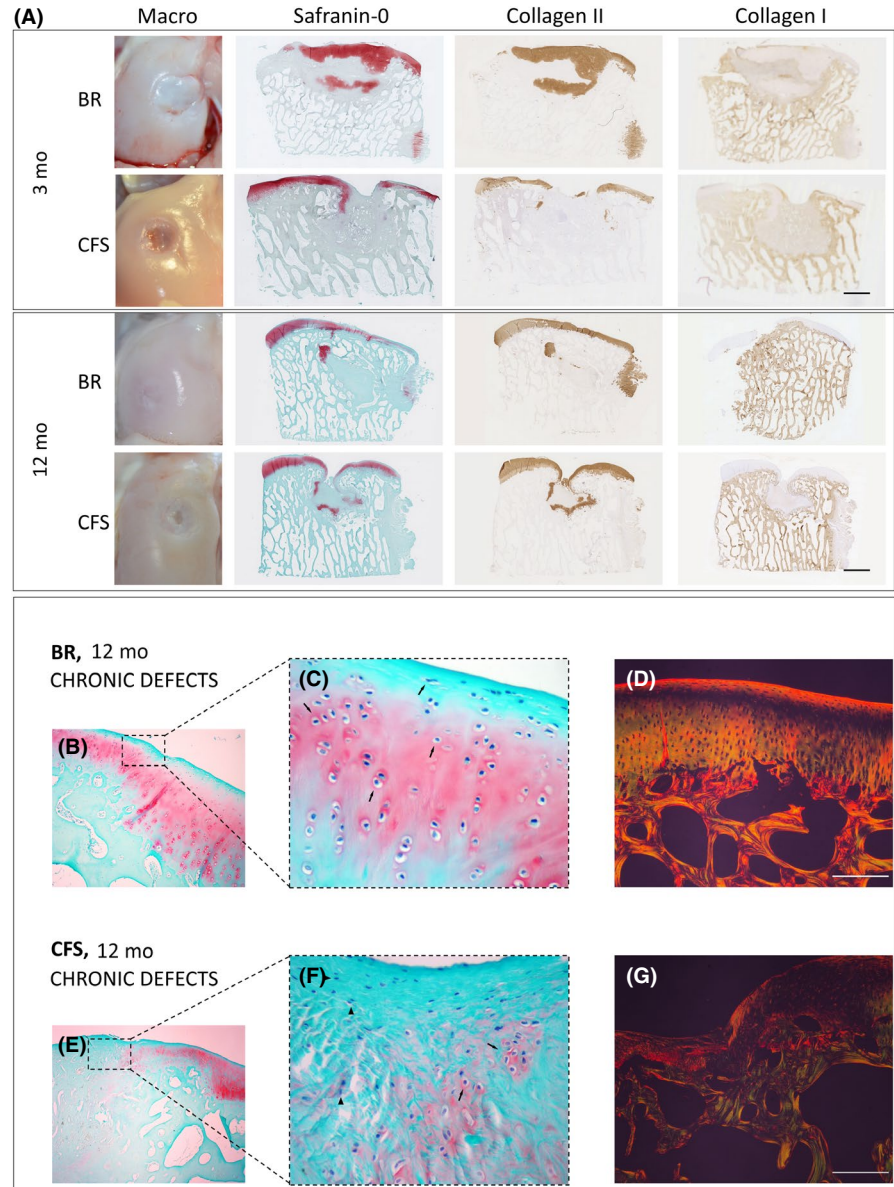 (A) Macro Safranin-0 Collagen II Collagen I
3 mo
BR
CFS
12 mo
BR
CFS
BR, 12 mo
CHRONIC DEFECTS
(B)
(C)
(D)
CFS, 12 mo
CHRONIC DEFECTS
(E)
(F)
(G)